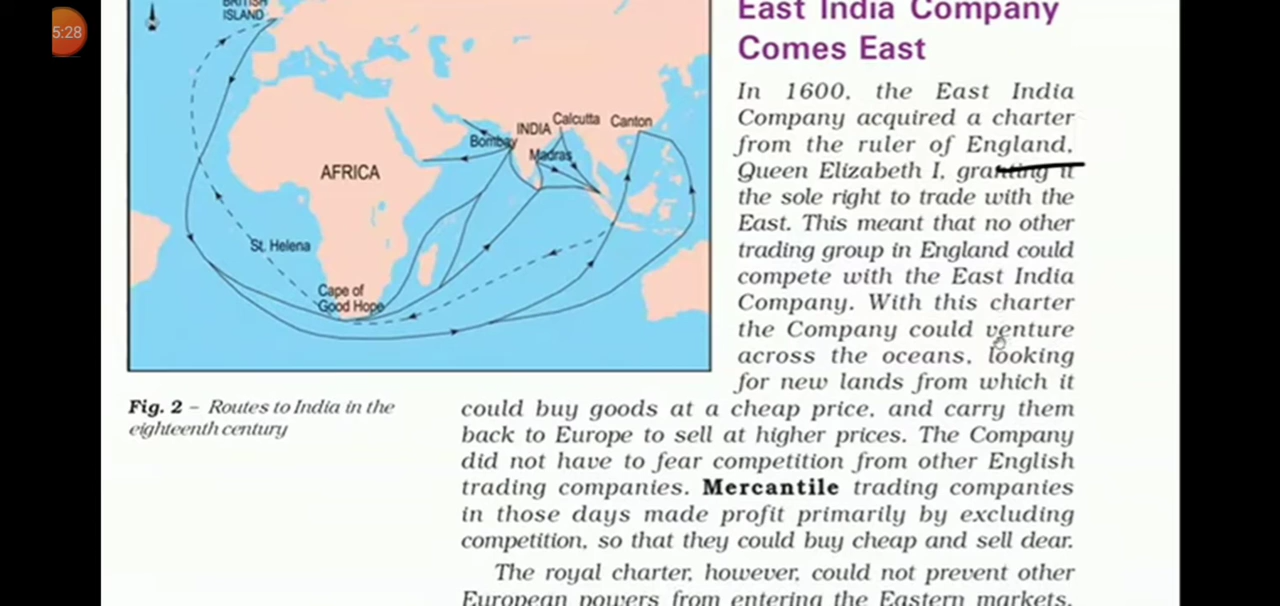 5:28
BRITISH
ISLAND
AFRICA
INDIA
Calcutta
Canton
Bombay
Madras
St. Helena
Cape of
Good Hope
Fig. 2 – Routes to India in the
eighteenth century
East India Company
Comes East
In 1600, the East India
Company acquired a charter
from the ruler of England,
Queen Elizabeth I, granting it
the sole right to trade with the
East. This meant that no other
trading group in England could
compete with the East India
Company. With this charter
the Company could venture
across the oceans, looking
for new lands from which it
could buy goods at a cheap price, and carry them
back to Europe to sell at higher prices. The Company
did not have to fear competition from other English
trading companies. Mercantile trading companies
in those days made profit primarily by excluding
competition, so that they could buy cheap and sell dear.
The royal charter, however, could not prevent other
European powers from entering the Eastern markets.